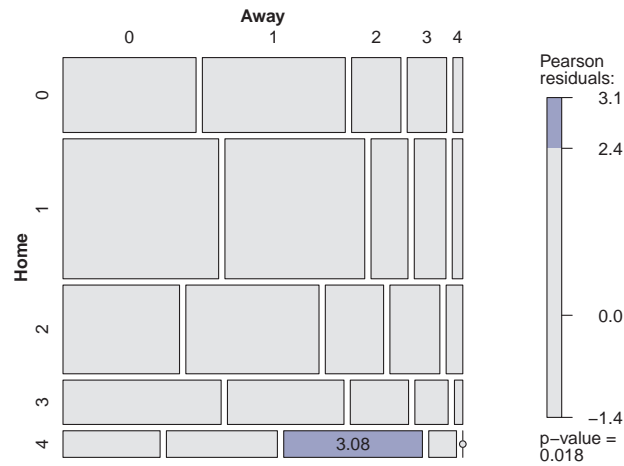 Away
0 1 2 3 4
Home
0
1
2
3
4
3.08
Pearson
residuals:
3.1
2.4
0.0
−1.4
p−value =
0.018